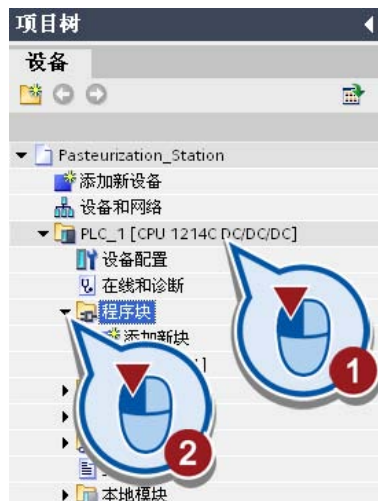 项目树
设备
Pasteurization_Station
添加新设备
设备和网络
PLC_1 [CPU 1214C DC/DC/DC]
设备配置
在线和诊断
程序块
添加新块
1]
1
2
本地模块